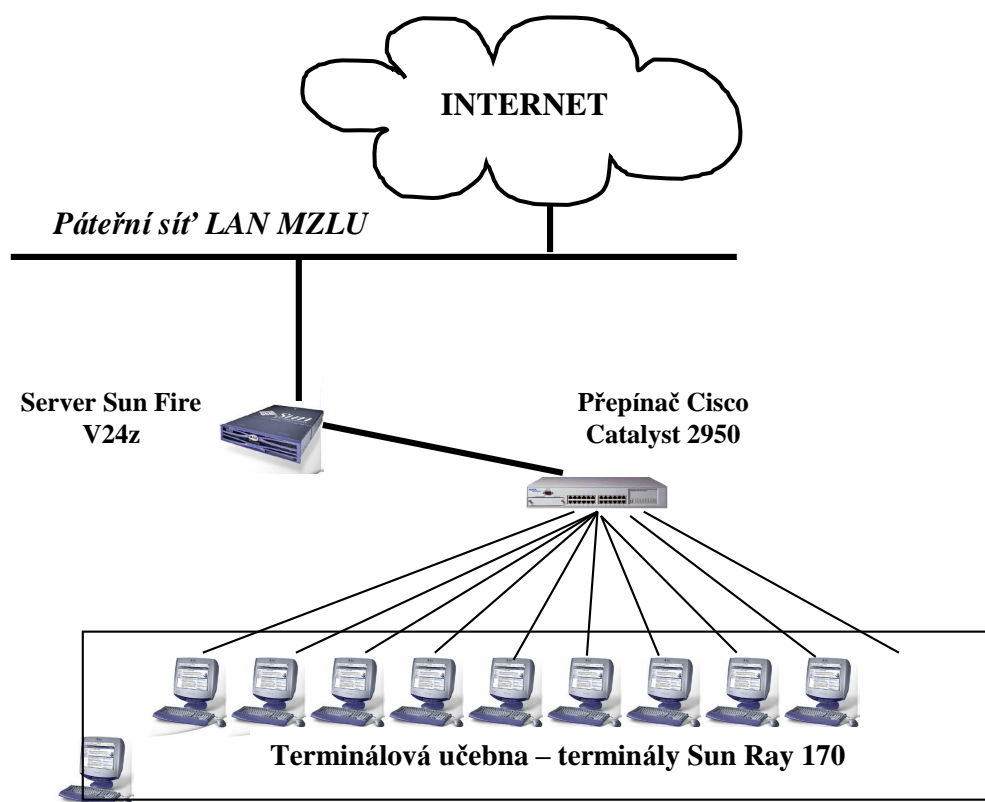 INTERNET
Páteřní síť LAN MZLU
Server Sun Fire
V24z
Sun
Přepínač Cisco
Catalyst 2950
Terminálová učebna – terminály Sun Ray 170